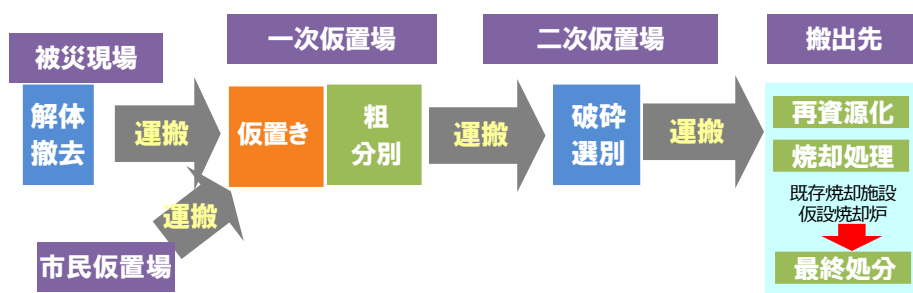 被災現場
一次仮置場
二次仮置場
搬出先
解体
撤去
運搬
仮置き
粗
分別
運搬
破砕
選別
運搬
再資源化
焼却処理
既存焼却施設
仮設焼却炉
最終処分
運搬
市民仮置場